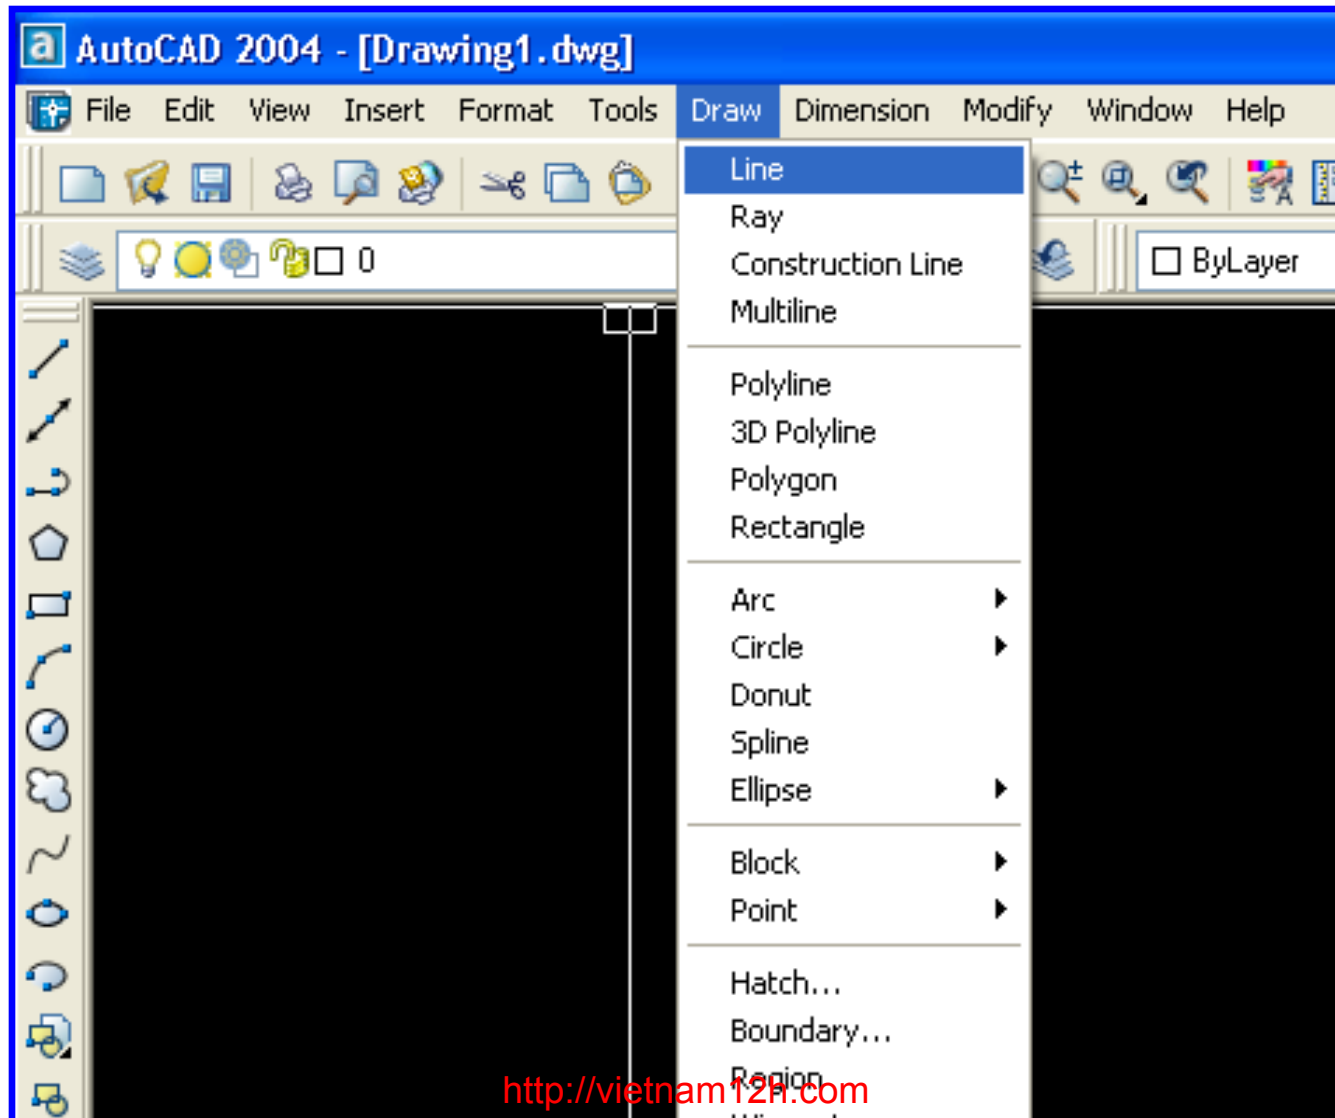 AutoCAD 2004 - [Drawing1.dwg]
File Edit View Insert Format Tools Draw Dimension Modify Window Help
0
ByLayer
Line
Ray
Construction Line
Multiline
Polyline
3D Polyline
Polygon
Rectangle
Arc
Circle
Donut
Spline
Ellipse
Block
Point
Hatch...
Boundary...
Region
http://vietnam12h.com